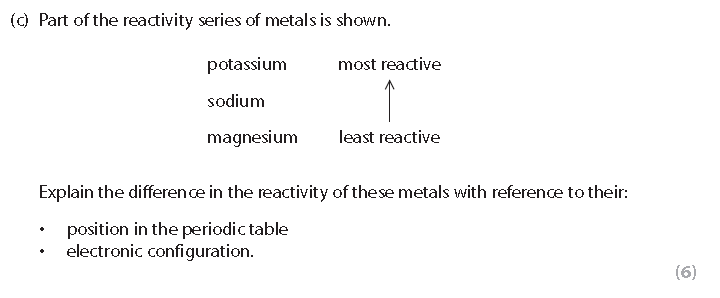 (c) Part of the reactivity series of metals is shown.
potassium most reactive
sodium
magnesium least reactive
Explain the difference in the reactivity of these metals with reference to their:
• position in the periodic table
• electronic configuration.
(6)